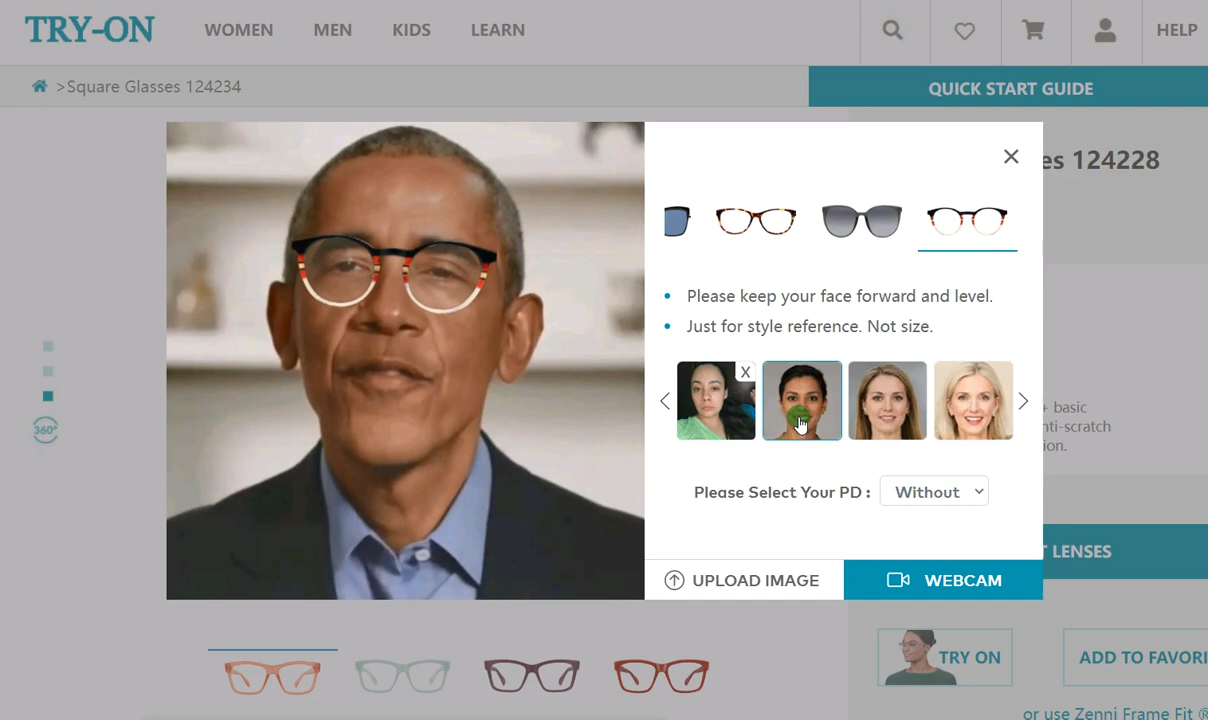 TRY-ON
WOMEN MEN KIDS LEARN HELP
>Square Glasses 124234
QUICK START GUIDE
es 124228
X
Please keep your face forward and level.
Just for style reference. Not size.
X
360°
basic
nti-scratch
ion.
Please Select Your PD : Without
LENSES
UPLOAD IMAGE WEBCAM
TRY ON
ADD TO FAVORI
or use Zenni Frame Fit ®